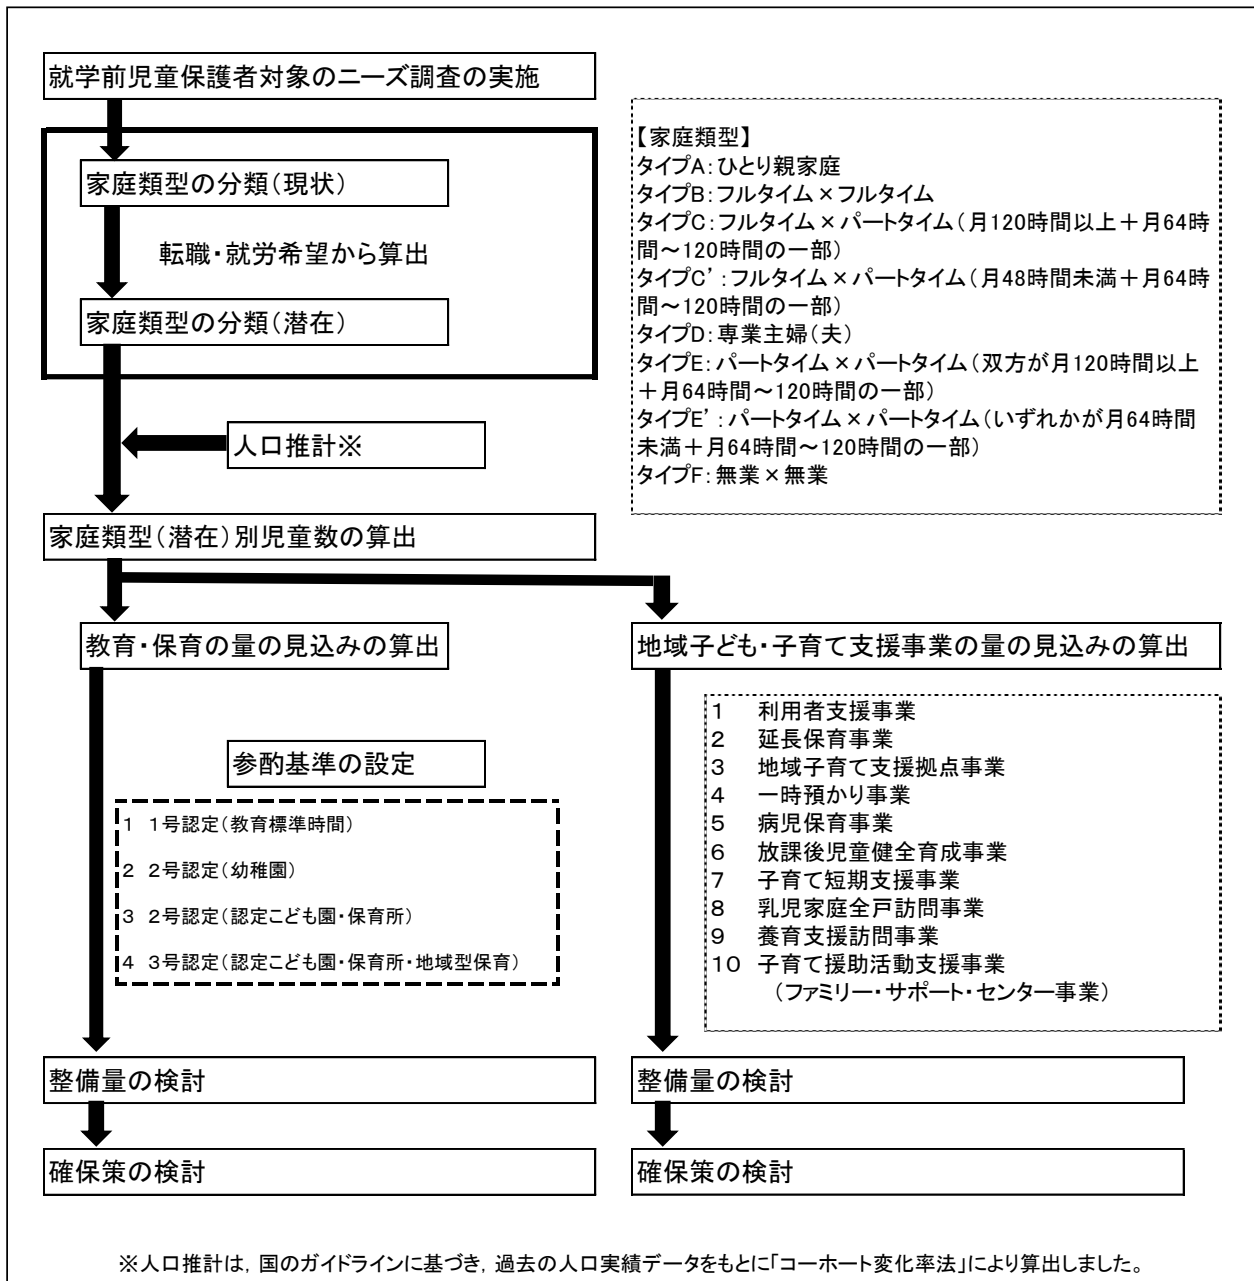 就学前児童保護者対象のニーズ調査の実施
家庭類型の分類(現状)
転職・就労希望から算出
家庭類型の分類(潜在)
人口推計※
家庭類型(潜在)別児童数の算出
【家庭類型】
タイプA:ひとり親家庭
タイプB:フルタイム×フルタイム
タイプC:フルタイム×パートタイム(月120時間以上+月64時
間~120時間の一部)
タイプC’:フルタイム×パートタイム(月48時間未満+月64時
間~120時間の一部)
タイプD:専業主婦(夫)
タイプE:パートタイム×パートタイム(双方が月120時間以上
+月64時間~120時間の一部)
タイプE’:パートタイム×パートタイム(いずれかが月64時間
未満+月64時間~120時間の一部)
タイプF:無業×無業
教育・保育の量の見込みの算出
参酌基準の設定
1 1号認定(教育標準時間)
2 2号認定(幼稚園)
3 2号認定(認定こども園・保育所)
4 3号認定(認定こども園・保育所・地域型保育)
整備量の検討
確保策の検討
地域子ども・子育て支援事業の量の見込みの算出
1 利用者支援事業
2 延長保育事業
3 地域子育て支援拠点事業
4 一時預かり事業
5 病児保育事業
6 放課後児童健全育成事業
7 子育て短期支援事業
8 乳児家庭全戸訪問事業
9 養育支援訪問事業
10 子育て援助活動支援事業
(ファミリー・サポート・センター事業)
整備量の検討
確保策の検討
※人口推計は,国のガイドラインに基づき,過去の人口実績データをもとに「コーホート変化率法」により算出しました。